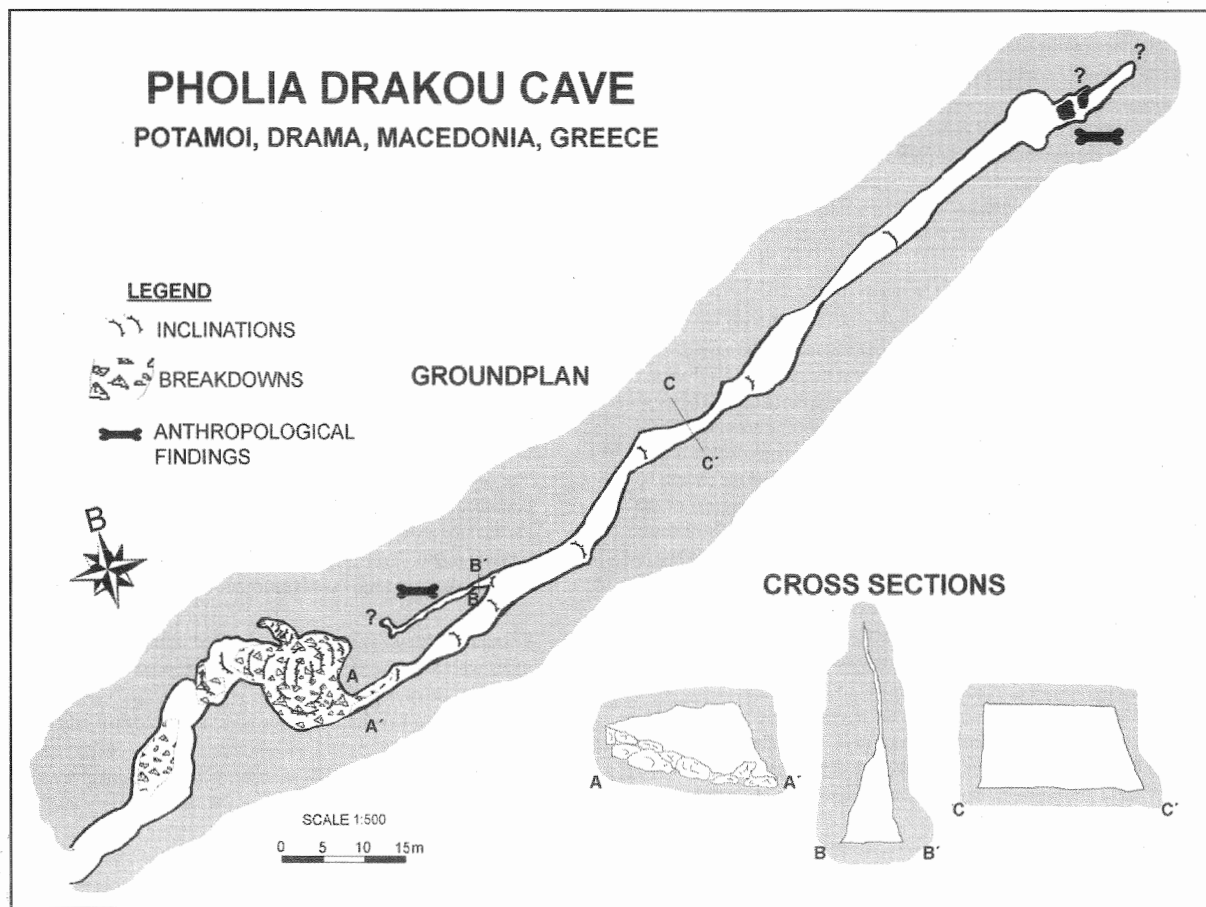 PHOLIA DRAKOU CAVE
POTAMOI, DRAMA, MACEDONIA, GREECE
? ?
LEGEND
INCLINATIONS
BREAKDOWNS
ANTHROPOLOGICAL
FINDINGS
GROUNDPLAN
C
C´
B
B´
B
?
A
A´
CROSS SECTIONS
A A´
B B´
C C´
SCALE 1:500
0 5 10 15m